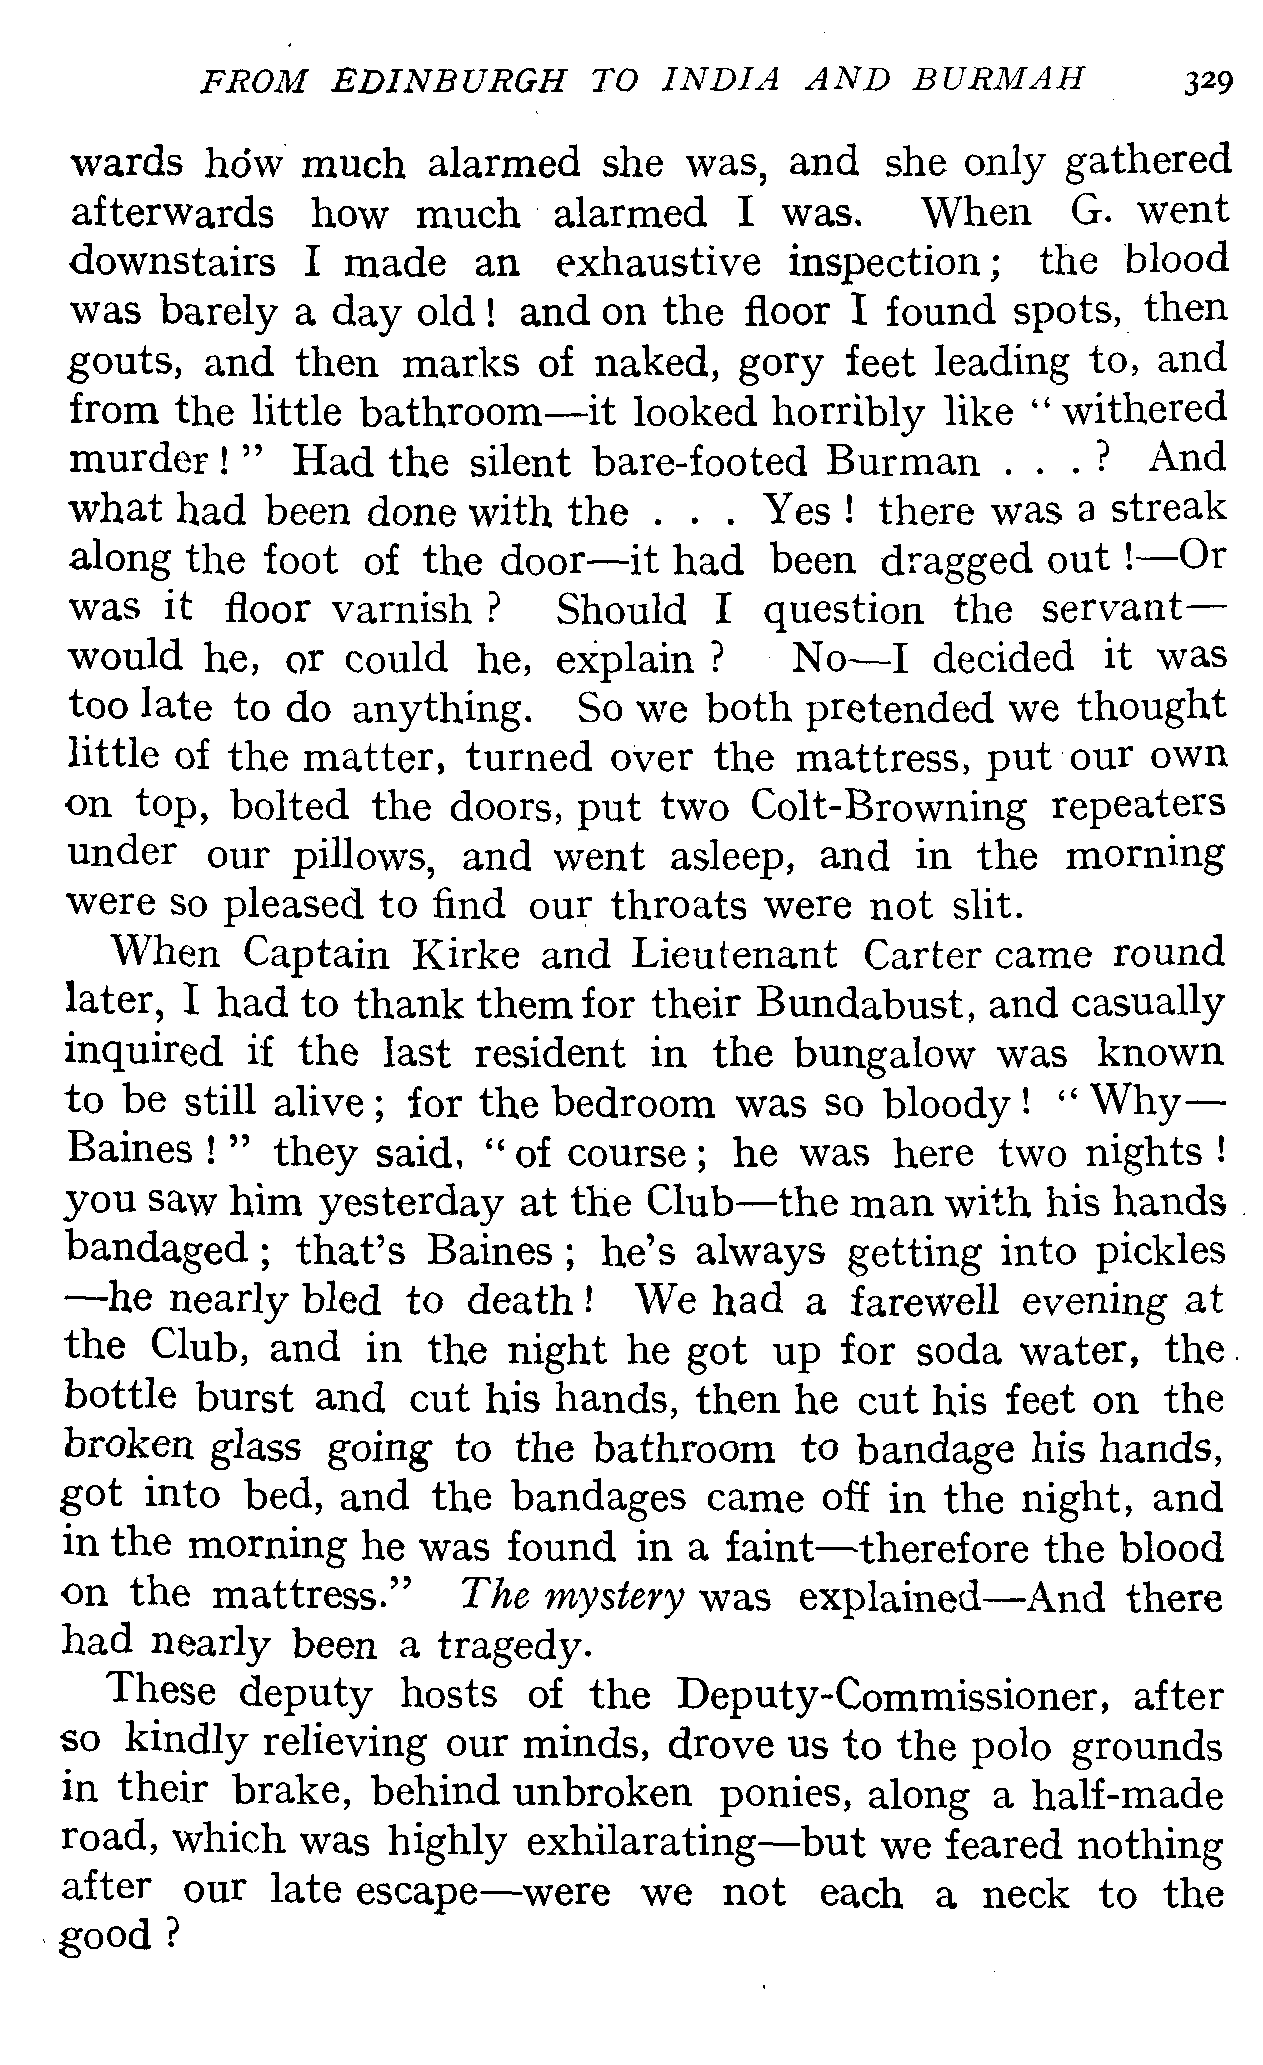 FROM EDINBURGH TO INDIA AND BURMAH 329
wards how much alarmed she was, and she only gathered
afterwards how much alarmed I was. When G. went
downstairs I made an exhaustive inspection; the blood
was barely a day old! and on the floor I found spots, then
gouts, and then marks of naked, gory feet leading to, and
from the little bathroom—it looked horribly like "withered
murder!" Had the silent bare-footed Burman . . . ? And
what had been done with the . . . Yes! there was a streak
along the foot of the door—it had been dragged out!—Or
was it floor varnish? Should I question the servant—
would he, or could he, explain? No—I decided it was
too late to do anything. So we both pretended we thought
little of the matter, turned over the mattress, put our own
on top, bolted the doors, put two Colt-Browning repeaters
under our pillows, and went asleep, and in the morning
were so pleased to find our throats were not slit.
When Captain Kirke and Lieutenant Carter came round
later, I had to thank them for their Bundabust, and casually
inquired if the last resident in the bungalow was known
to be still alive; for the bedroom was so bloody! "Why—
Baines!" they said, "of course; he was here two nights!
you saw him yesterday at the Club—the man with his hands
bandaged; that's Baines; he's always getting into pickles
—he nearly bled to death! We had a farewell evening at
the Club, and in the night he got up for soda water, the
bottle burst and cut his hands, then he cut his feet on the
broken glass going to the bathroom to bandage his hands,
got into bed, and the bandages came off in the night, and
in the morning he was found in a faint—therefore the blood
on the mattress." The mystery was explained—And there
had nearly been a tragedy.
These deputy hosts of the Deputy-Commissioner, after
so kindly relieving our minds, drove us to the polo grounds
in their brake, behind unbroken ponies, along a half-made
road, which was highly exhilarating—but we feared nothing
after our late escape—were we not each a neck to the
good?